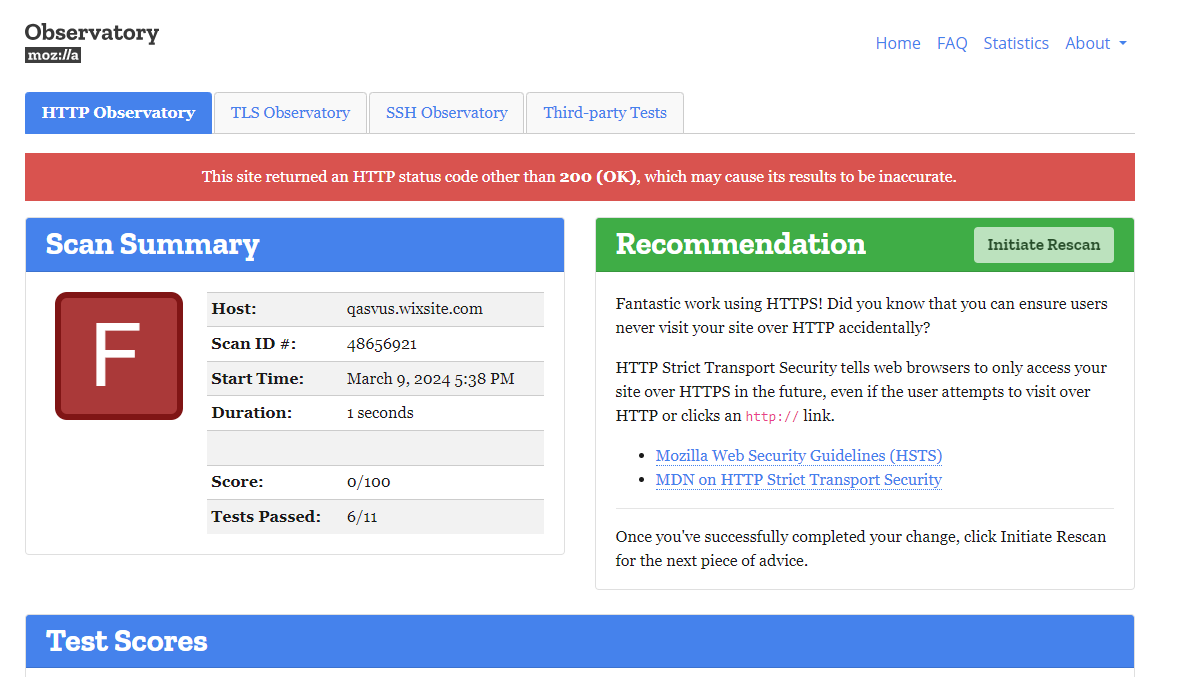 Observatory
moz://a
Home FAQ Statistics About
HTTP Observatory TLS Observatory SSH Observatory Third-party Tests
This site returned an HTTP status code other than 200 (OK), which may cause its results to be inaccurate.
Scan Summary
F
Host: qasvus.wixsite.com
Scan ID #: 48656921
Start Time: March 9, 2024 5:38 PM
Duration: 1 seconds
Score: 0/100
Tests Passed: 6/11
Recommendation
Initiate Rescan
Fantastic work using HTTPS! Did you know that you can ensure users
never visit your site over HTTP accidentally?
HTTP Strict Transport Security tells web browsers to only access your
site over HTTPS in the future, even if the user attempts to visit over
HTTP or clicks an http:// link.
• Mozilla Web Security Guidelines (HSTS)
• MDN on HTTP Strict Transport Security
Once you've successfully completed your change, click Initiate Rescan
for the next piece of advice.
Test Scores